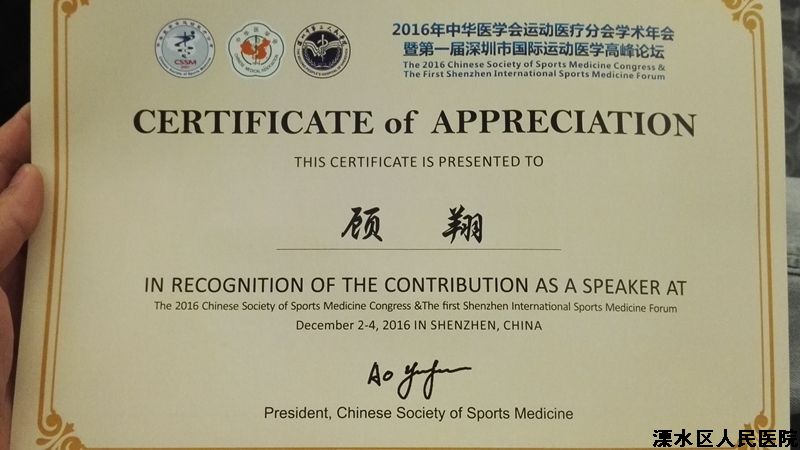 2016年中华医学会运动医疗分会学术年会
暨第一届深圳市国际运动医学高峰论坛
The 2016 Chinese Society of Sports Medicine Congress &
The First Shenzhen International Sports Medicine Forum
CSSM
CHINESE MEDICAL ASSOCIATION
CERTIFICATE of APPRECIATION
THIS CERTIFICATE IS PRESENTED TO
顾 翔
IN RECOGNITION OF THE CONTRIBUTION AS A SPEAKER AT
The 2016 Chinese Society of Sports Medicine Congress &The first Shenzhen International Sports Medicine Forum
December 2-4, 2016 IN SHENZHEN, CHINA
President, Chinese Society of Sports Medicine
溧水区人民医院